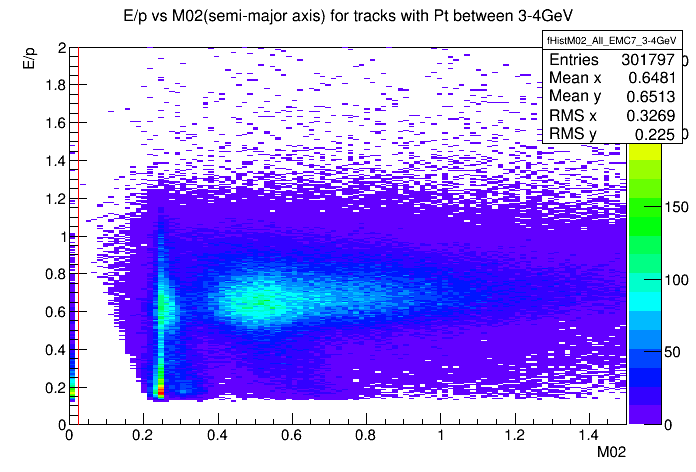 E/p vs M02(semi-major axis) for tracks with Pt between 3-4GeV
fHistM02_All_EMC7_3-4GeV
Entries 301797
Mean x 0.6481
Mean y 0.6513
RMS x 0.3269
RMS y 0.225
E/p
2
1.8
1.6
1.4
1.2
1
0.8
0.6
0.4
0.2
0
0 0.2 0.4 0.6 0.8 1 1.2 1.4
M02
150
100
50
0